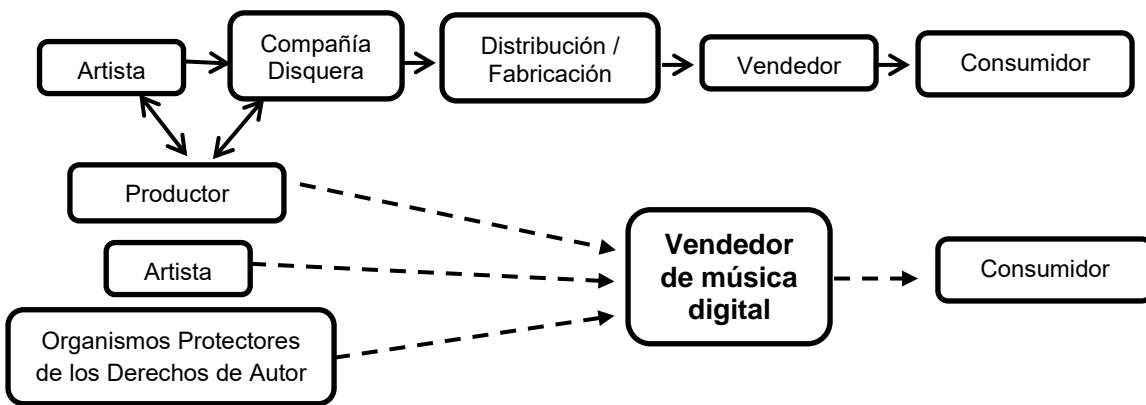 Artista
Compañía
Disquera
Distribución /
Fabricación
Vendedor
Consumidor
Productor
Artista
Organismos Protectores
de los Derechos de Autor
Vendedor
de música
digital
Consumidor